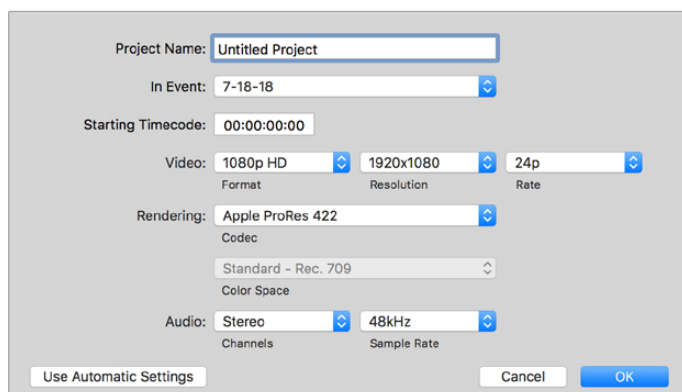 Project Name: Untitled Project
In Event: 7-18-18
Starting Timecode: 00:00:00:00
Video: 1080p HD 1920x1080 24p
Format Resolution Rate
Rendering: Apple ProRes 422
Codec
Standard - Rec. 709
Color Space
Audio: Stereo 48kHz
Channels Sample Rate
Use Automatic Settings Cancel OK